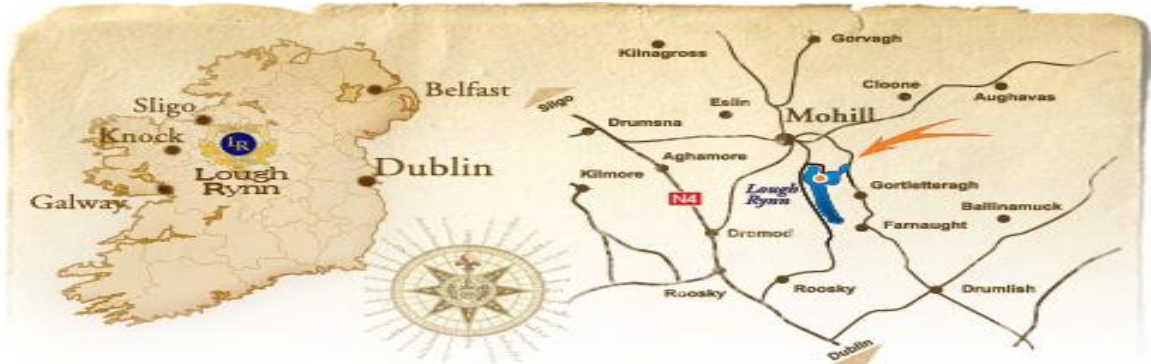 Belfast
Sligo
Knock
LR
Lough
Rynn
Dublin
Galway
Kilnagross
Gorvagh
Cloone
Aughavas
Sligo
Eslin
Mohill
Drumsna
Aghamore
Kilmore
Lough
Rynn
Gortletteragh
N4
Ballinamuck
Farnaught
Dromod
Roosky
Roosky
Drumlish
Dublin